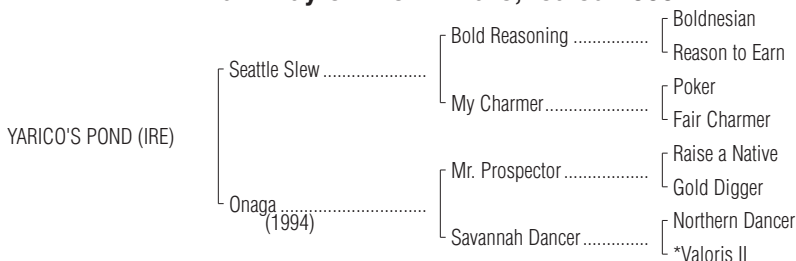 Boldnesian
Bold Reasoning ................
Reason to Earn
Seattle Slew ......................
Poker
My Charmer......................
Fair Charmer
YARICO'S POND (IRE)
Raise a Native
Mr. Prospector ..................
Gold Digger
Onaga ...............................
(1994)
Northern Dancer
Savannah Dancer..............
*Valoris II